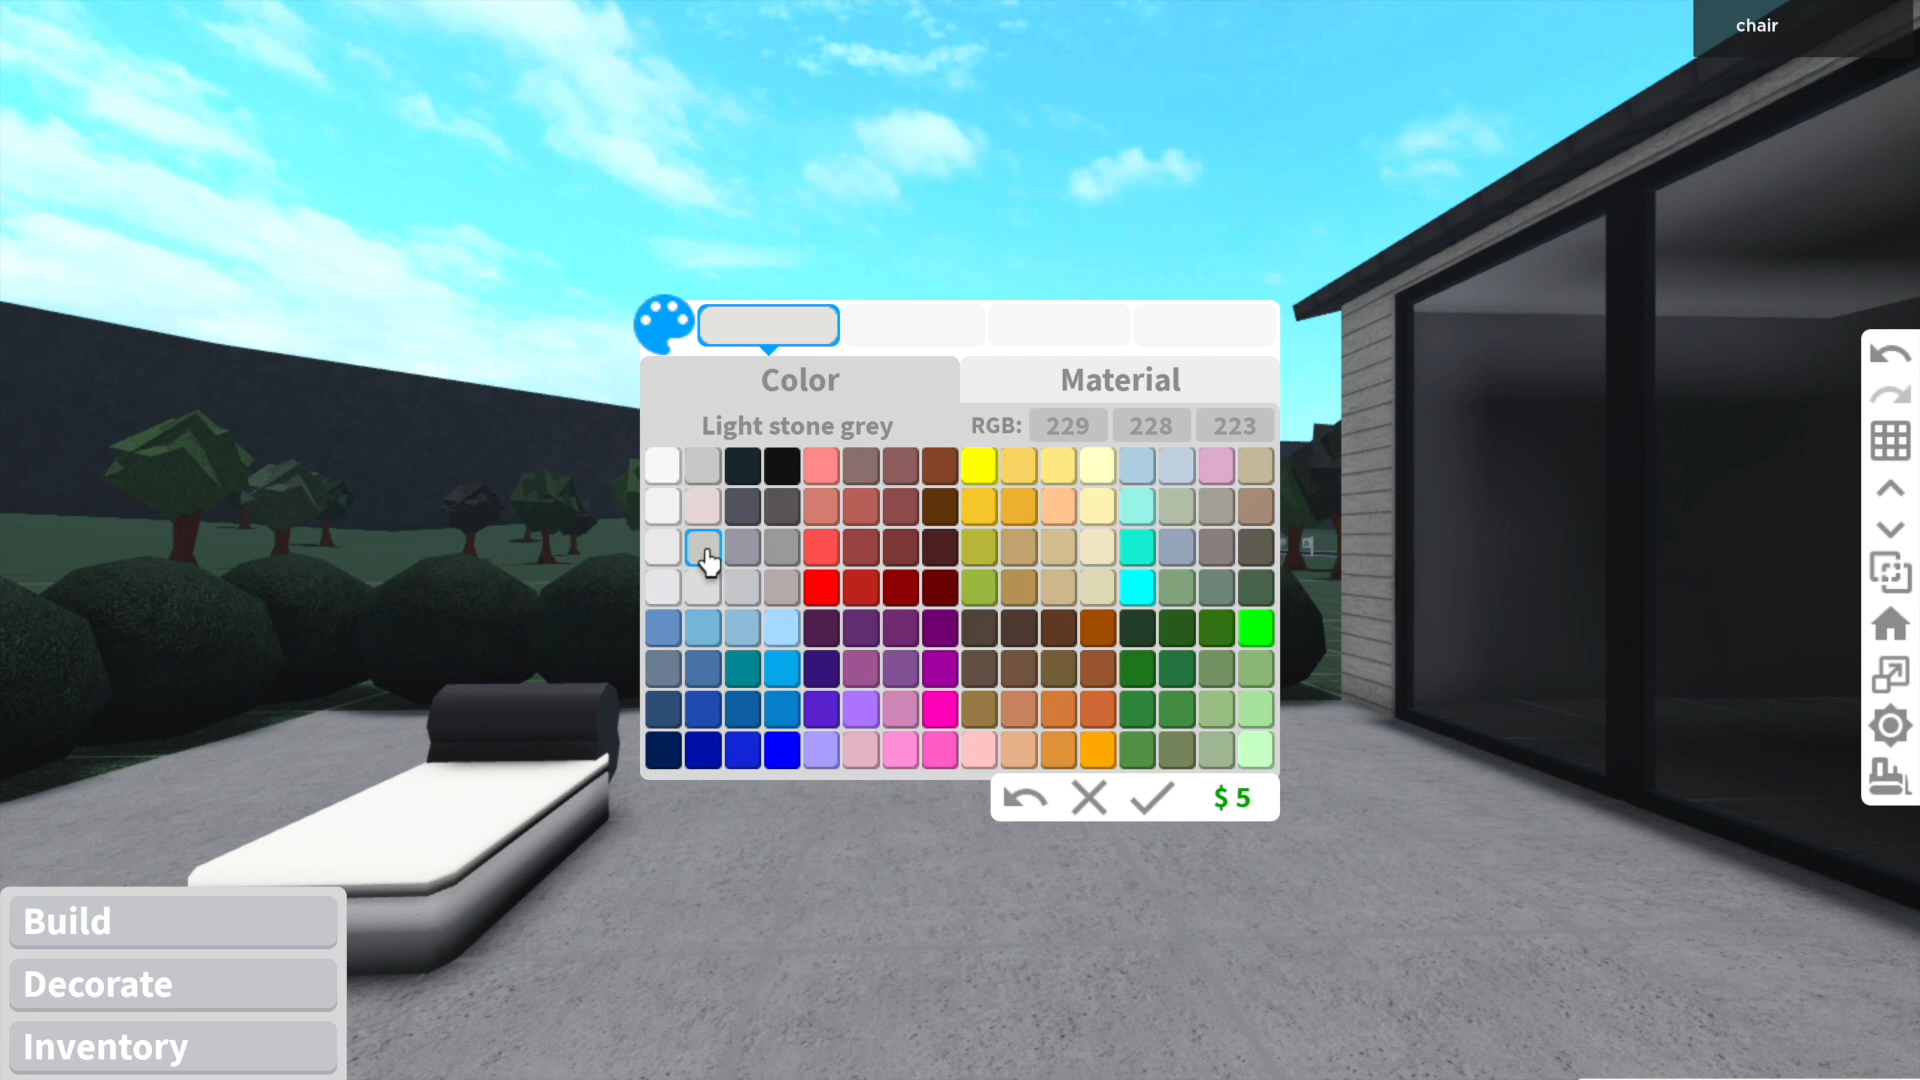 chair
Color
Material
Light stone grey
RGB: 229 228 223
$ 5
Build
Decorate
Inventory